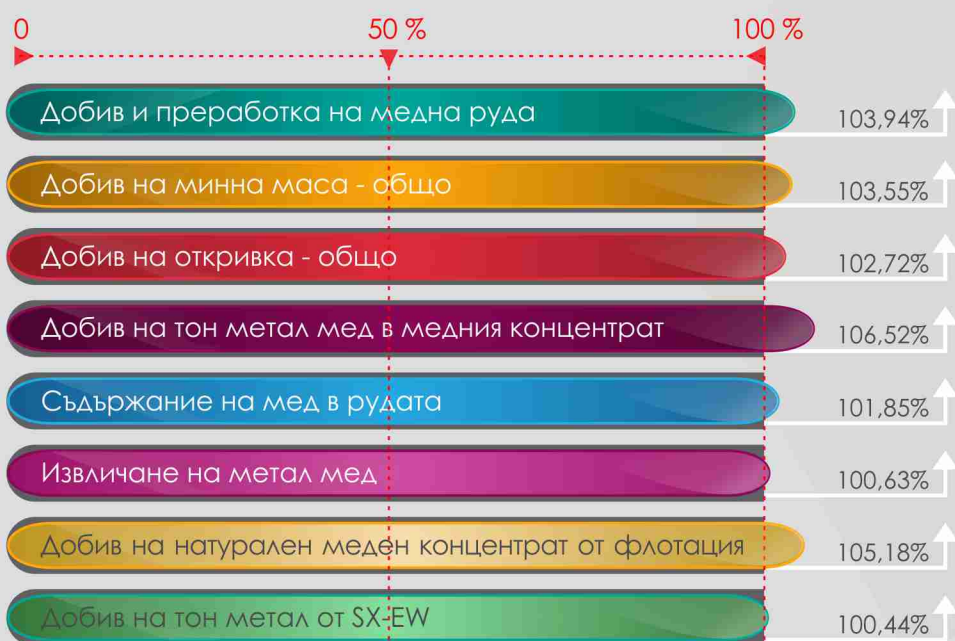 0 50 % 100 %
Добив и преработка на медна руда 103,94%
Добив на минна маса - общо 103,55%
Добив на откривка - общо 102,72%
Добив на тон метал мед в медния концентрат 106,52%
Съдържание на мед в рудата 101,85%
Извличане на метал мед 100,63%
Добив на натурален меден концентрат от флотация 105,18%
Добив на тон метал от SX-EW 100,44%